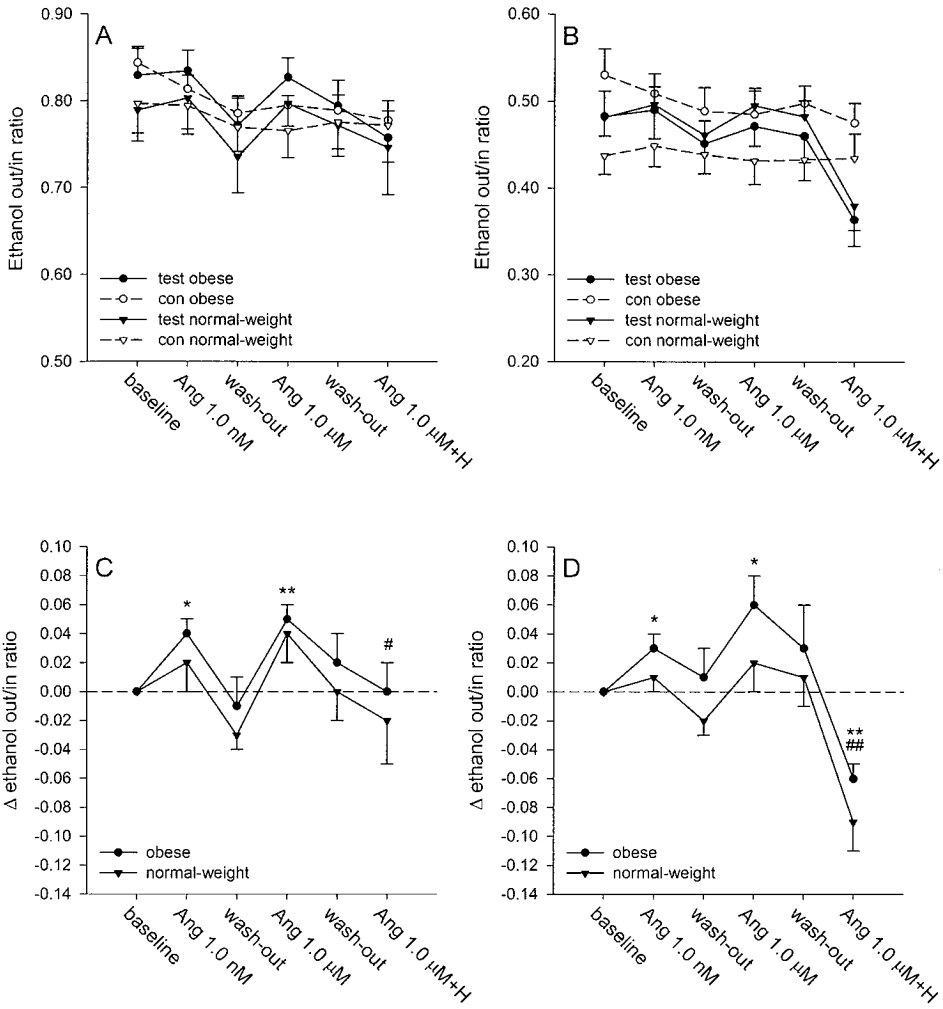 A
Ethanol out/in ratio
0.90
0.80
0.70
0.60
0.50
test obese
con obese
test normal-weight
con normal-weight
baseline
Ang 1.0 nM
wash-out
Ang 1.0 μM
wash-out
Ang 1.0 μM+H
B
Ethanol out/in ratio
0.60
0.50
0.40
0.30
0.20
test obese
con obese
test normal-weight
con normal-weight
baseline
Ang 1.0 nM
wash-out
Ang 1.0 μM
wash-out
Ang 1.0 μM+H
C
Δ ethanol out/in ratio
0.10
0.08
0.06
0.04
0.02
0.00
-0.02
-0.04
-0.06
-0.08
-0.10
-0.12
-0.14
*
**
#
obese
normal-weight
baseline
Ang 1.0 nM
wash-out
Ang 1.0 μM
wash-out
Ang 1.0 μM+H
D
Δ ethanol out/in ratio
0.10
0.08
0.06
0.04
0.02
0.00
-0.02
-0.04
-0.06
-0.08
-0.10
-0.12
-0.14
*
*
**
##
obese
normal-weight
baseline
Ang 1.0 nM
wash-out
Ang 1.0 μM
wash-out
Ang 1.0 μM+H